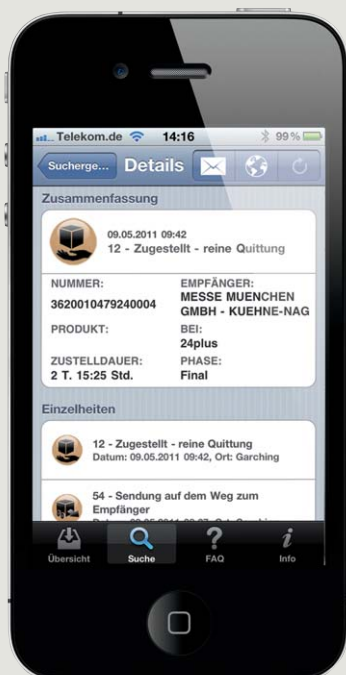 Telekom.de 14:16 99%
Sucherge... Details
Zusammenfassung
09.05.2011 09:42
12 - Zugestellt - reine Quittung
NUMMER: EMPFÄNGER:
3620010479240004 MESSE MUENCHEN
GMBH - KUEHNE-NAG
PRODUKT: BEI:
24plus
ZUSTELLDAUER: PHASE:
2 T. 15:25 Std. Final
Einzelheiten
12 - Zugestellt - reine Quittung
Datum: 09.05.2011 09:42, Ort: Garching
54 - Sendung auf dem Weg zum
Empfänger
Übersicht Suche FAQ Info